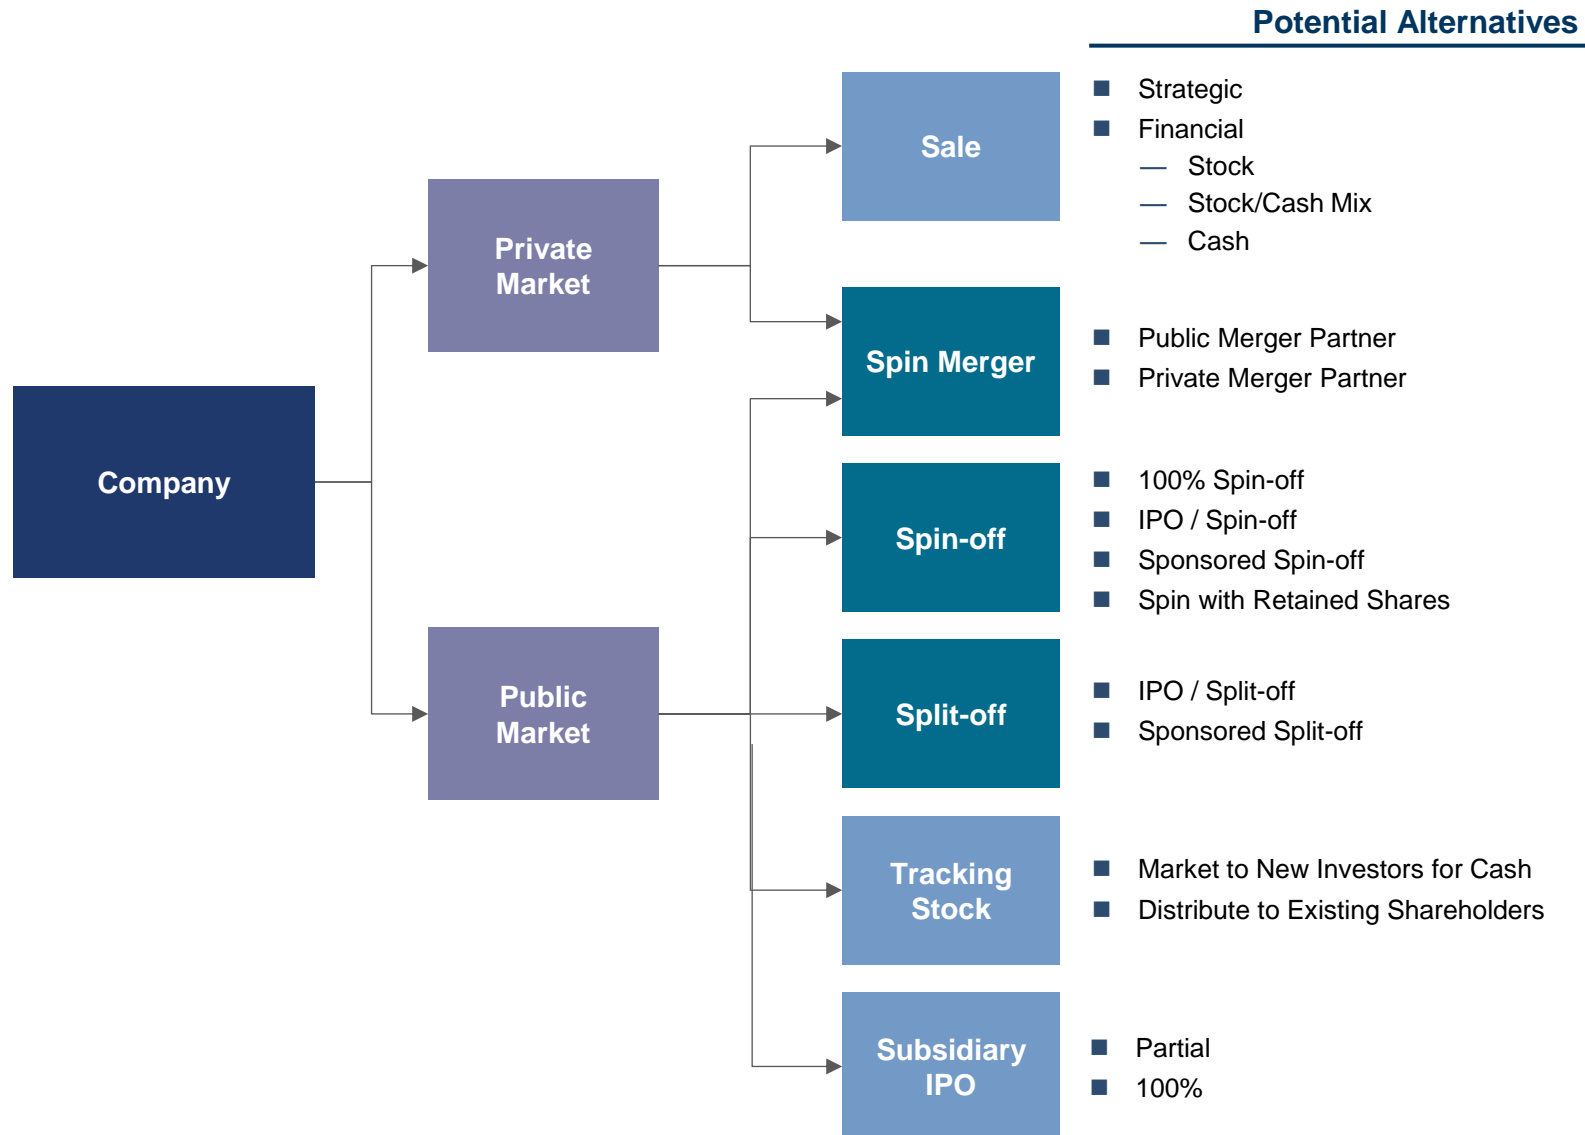 Potential Alternatives
Company
Private
Market
Public
Market
Sale
■ Strategic
■ Financial
— Stock
— Stock/Cash Mix
— Cash
Spin Merger
■ Public Merger Partner
■ Private Merger Partner
Spin-off
■ 100% Spin-off
■ IPO / Spin-off
■ Sponsored Spin-off
■ Spin with Retained Shares
Split-off
■ IPO / Split-off
■ Sponsored Split-off
Tracking
Stock
■ Market to New Investors for Cash
■ Distribute to Existing Shareholders
Subsidiary
IPO
■ Partial
■ 100%